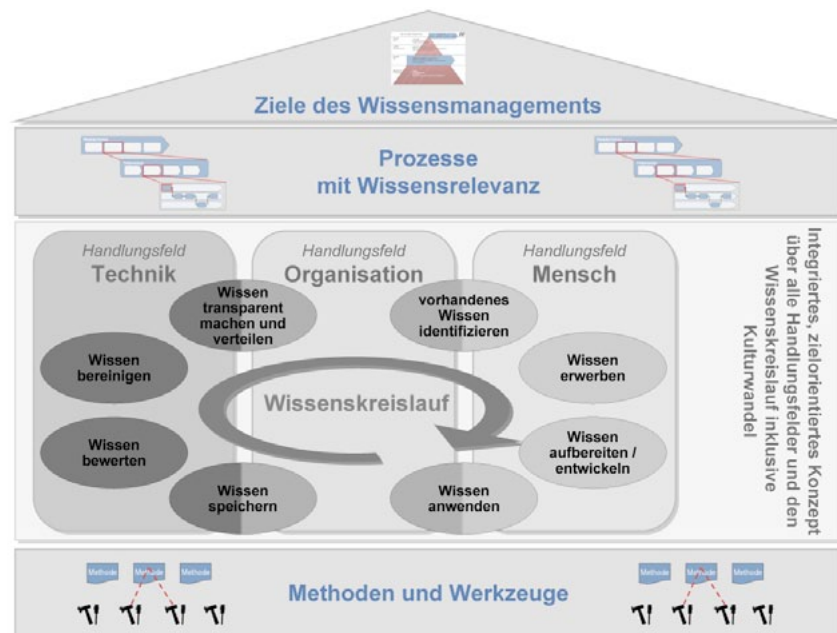 Ziele des Wissensmanagements
Prozesse
mit Wissensrelevanz
Handlungsfeld
Technik
Handlungsfeld
Organisation
Handlungsfeld
Mensch
Wissen
transparent
machen und
verteilen
vorhandenes
Wissen
identifizieren
Wissen
bereinigen
Wissen
erwerben
Wissenskreislauf
Wissen
bewerten
Wissen
aufbereiten /
entwickeln
Wissen
speichern
Wissen
anwenden
Integriertes, zielorientiertes Konzept
über alle Handlungsfelder und den
Wissenskreislauf inklusive
Kulturwandel
Methode
Methode
Methode
Methoden und Werkzeuge
Methode
Methode
Methode